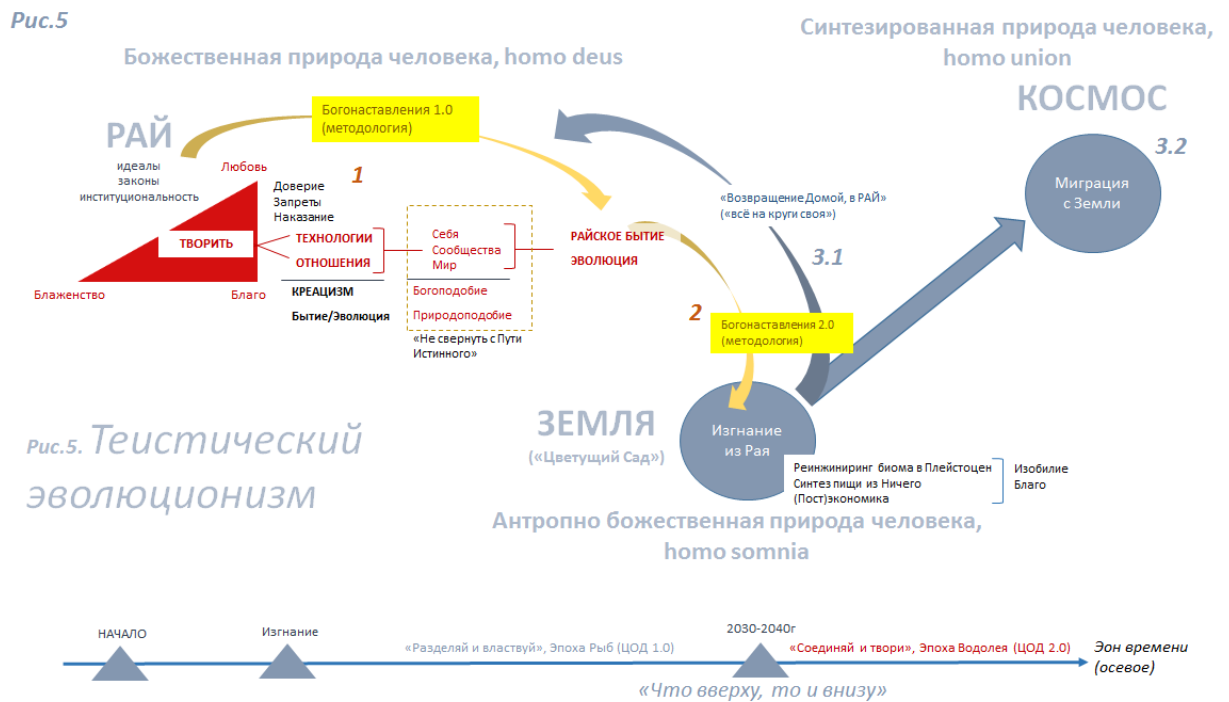 Рис.5
Божественная природа человека, homo deus
Синтезированная природа человека,
homo union
КОСМОС
3.2
Миграция
с Земли
Богонаставления 1.0
(методология)
РАЙ
идеалы
законы
институциональность
Любовь
1
Доверие
Запреты
Наказание
ТВОРИТЬ
ТЕХНОЛОГИИ
ОТНОШЕНИЯ
Себя
Сообщества
Мир
РАЙСКОЕ БЫТИЕ
ЭВОЛЮЦИЯ
Блаженство
Благо
КРЕАЦИЗМ
Бытие/Эволюция
Богоподобие
Природоподобие
«Не свернуть с Пути
Истинного»
«Возвращение Домой, в РАЙ»
(«всё на круги своя»)
3.1
2
Богонаставления 2.0
(методология)
ЗЕМЛЯ
(«Цветущий Сад»)
Изгнание
из Рая
Реинжиниринг биома в Плейстоцен
Синтез пищи из Ничего
(Пост)экономика
Изобилие
Благо
Рис.5. Теистический
эволюционизм
Антропно божественная природа человека,
homo somnia
НАЧАЛО
Изгнание
«Разделяй и властвуй», Эпоха Рыб (ЦОД 1.0)
2030-2040г
«Соединяй и твори», Эпоха Водолея (ЦОД 2.0)
Эон времени
(осевое)
«Что вверху, то и внизу»